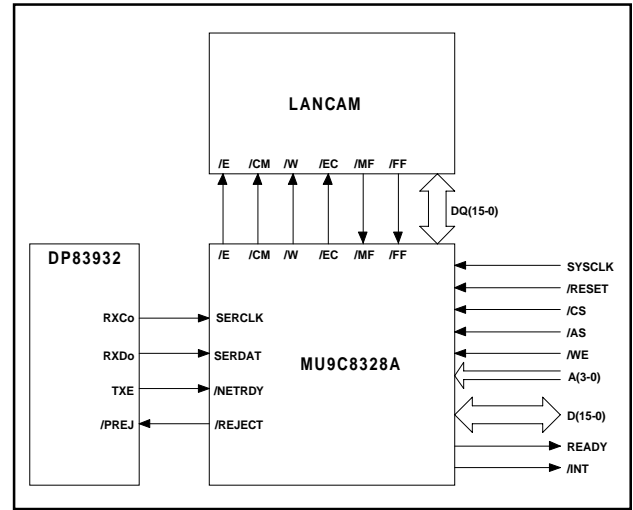 LANCAM
/E /CM /W /EC /MF /FF
DQ(15-0)
/E /CM /W /EC /MF /FF
DP83932
RXCo
RXDo
TXE
/PREJ
SERCLK
SERDAT
/NETRDY
/REJECT
MU9C8328A
SYSCLK
/RESET
/CS
/AS
/WE
A(3-0)
D(15-0)
READY
/INT